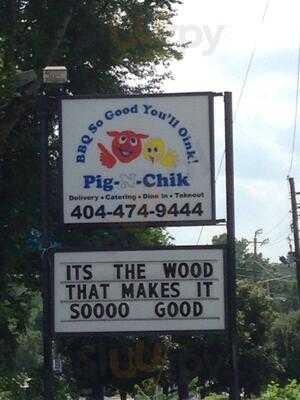 BBQ So Good You'll Oink!
Pig-N-Chik
Delivery • Catering • Dine In • Takeout
404-474-9444
ITS THE WOOD
THAT MAKES IT
SOOOO GOOD